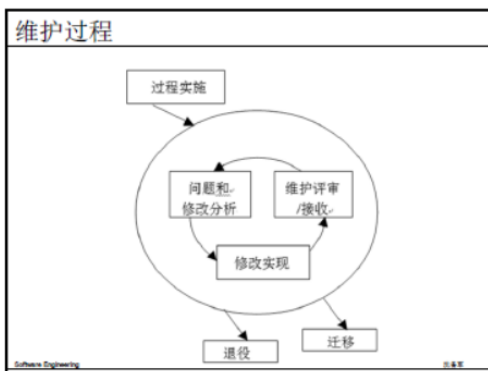 维护过程
过程实施
问题和
修改分析
维护评审
/接收
修改实现
退役
迁移
Software Engineering